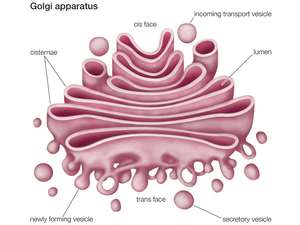 Golgi apparatus
incoming transport vesicle
cis face
cisternae
lumen
trans face
newly forming vesicle
secretory vesicle